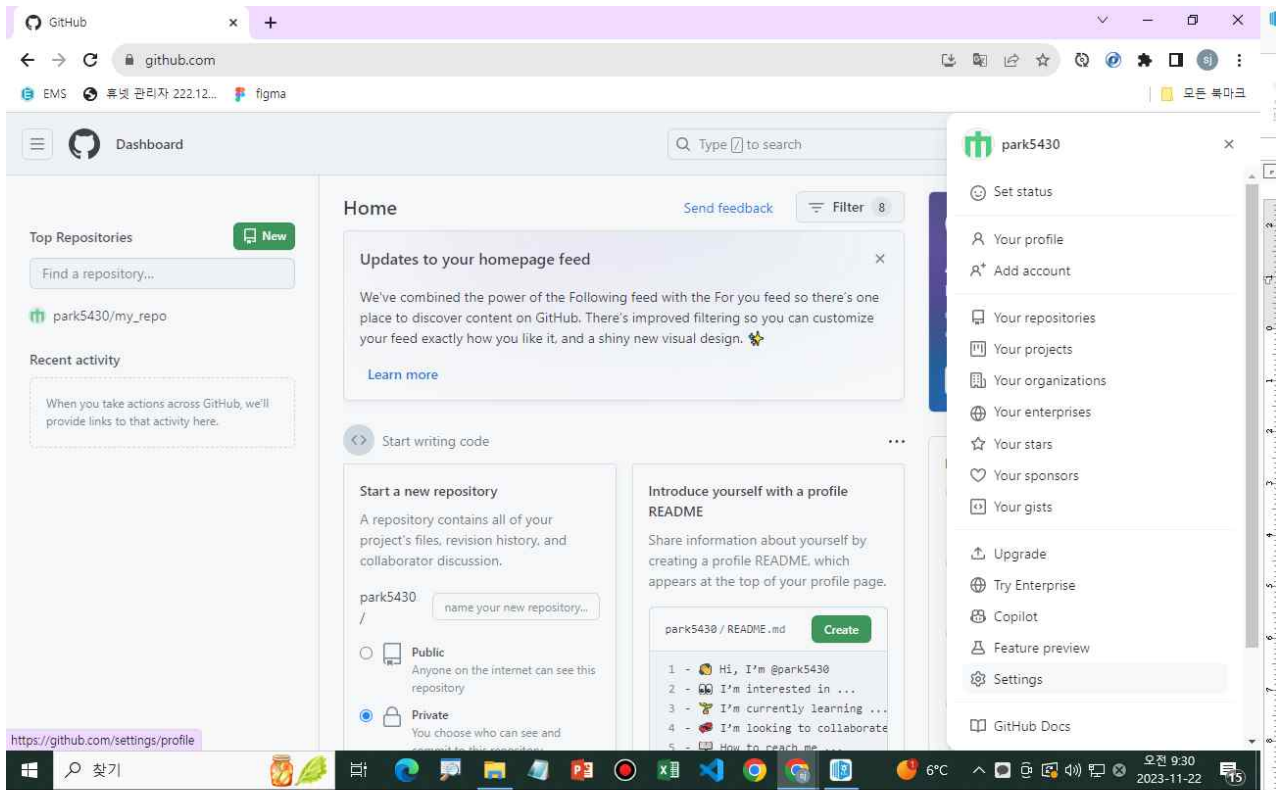 GitHub
github.com
EMS
휴넷 관리자 222.12...
figma
모든 북마크
Dashboard
Type / to search
park5430
Set status
Your profile
Add account
Your repositories
Your projects
Your organizations
Your enterprises
Your stars
Your sponsors
Your gists
Upgrade
Try Enterprise
Copilot
Feature preview
Settings
GitHub Docs
Top Repositories
New
Find a repository...
park5430/my_repo
Recent activity
When you take actions across GitHub, we'll
provide links to that activity here.
Home
Send feedback
Filter 8
Updates to your homepage feed
We've combined the power of the Following feed with the For you feed so there's one
place to discover content on GitHub. There's improved filtering so you can customize
your feed exactly how you like it, and a shiny new visual design.
Learn more
Start writing code
Start a new repository
A repository contains all of your
project's files, revision history, and
collaborator discussion.
park5430
/
name your new repository...
Public
Anyone on the internet can see this
repository
Private
You choose who can see and
commit to this repository
Introduce yourself with a profile
README
Share information about yourself by
creating a profile README, which
appears at the top of your profile page.
park5430 / README.md
Create
1 - Hi, I'm @park5430
2 - I'm interested in ...
3 - I'm currently learning ...
4 - I'm looking to collaborate
5 - How to reach me ...
https://github.com/settings/profile
찾기
6°C
오전 9:30
2023-11-22
15